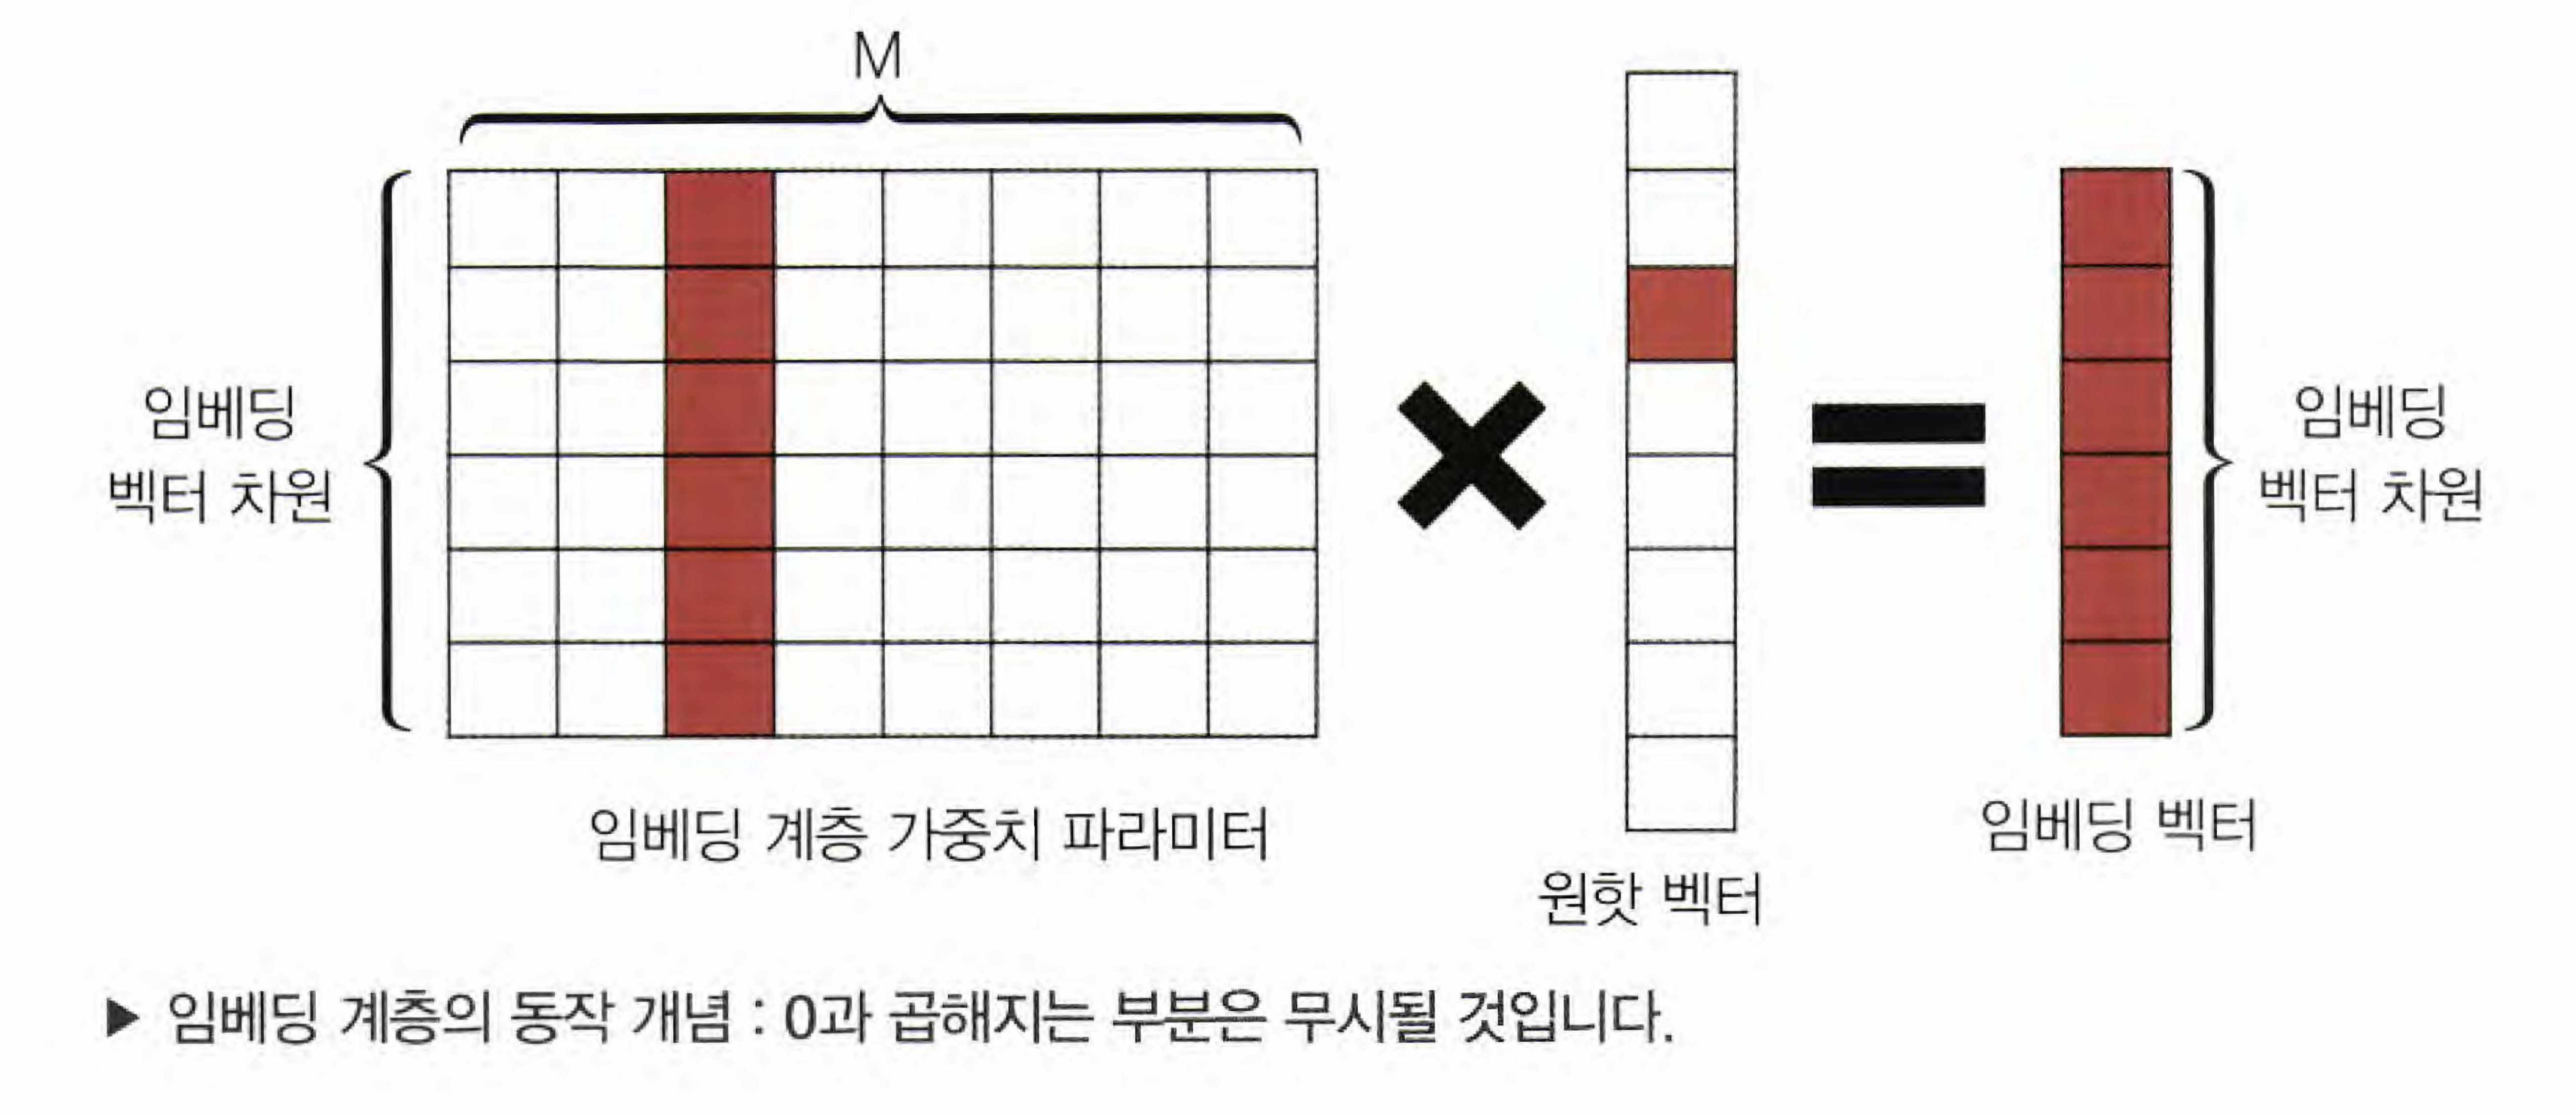 M
임베딩
벡터 차원
임베딩
벡터 차원
임베딩 계층 가중치 파라미터
원핫 벡터
임베딩 벡터
▶ 임베딩 계층의 동작 개념 : 0과 곱해지는 부분은 무시될 것입니다.